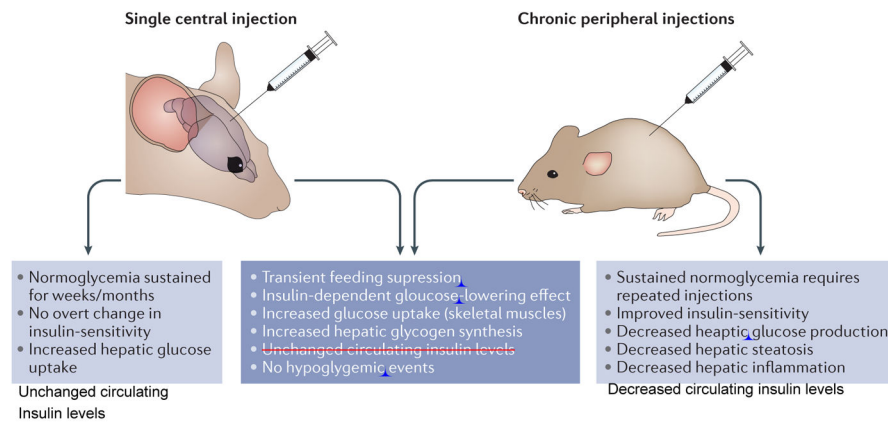 Single central injection
Chronic peripheral injections
• Normoglycemia sustained
for weeks/months
• No overt change in
insulin-sensitivity
• Increased hepatic glucose
uptake
Unchanged circulating
Insulin levels
• Transient feeding supression
• Insulin-dependent gloucose-lowering effect
• Increased glucose uptake (skeletal muscles)
• Increased hepatic glycogen synthesis
• Unchanged circulating insulin levels
• No hypoglygemic events
• Sustained normoglycemia requires
repeated injections
• Improved insulin-sensitivity
• Decreased heaptic glucose production
• Decreased hepatic steatosis
• Decreased hepatic inflammation
Decreased circulating insulin levels